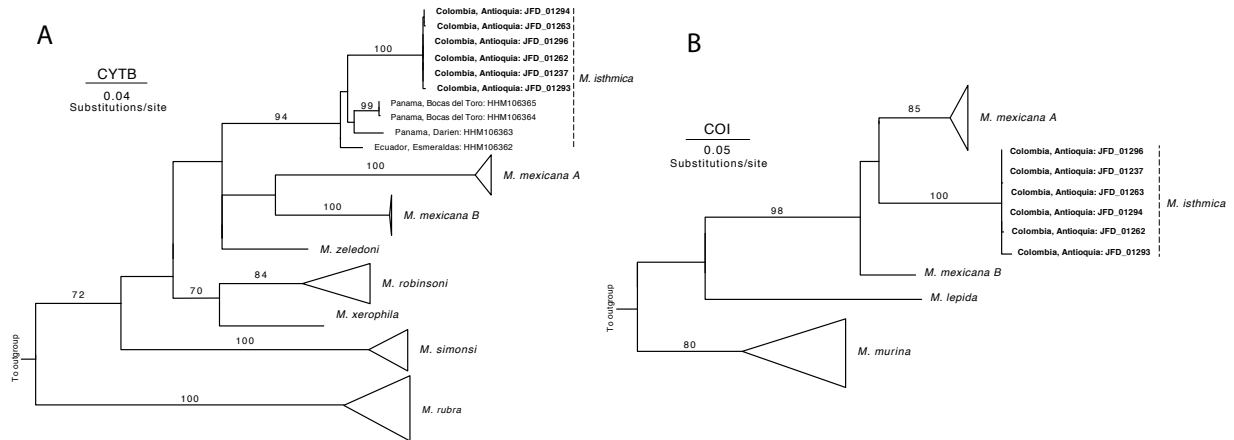 A
CYTB
0.04
Substitutions/site
Colombia, Antioquia: JFD_01294
Colombia, Antioquia: JFD_01263
Colombia, Antioquia: JFD_01296
Colombia, Antioquia: JFD_01262
Colombia, Antioquia: JFD_01237
Colombia, Antioquia: JFD_01293
100
M. isthmica
99
Panama, Bocas del Toro: HHM106365
Panama, Bocas del Toro: HHM106364
Panama, Darien: HHM106363
Ecuador, Esmeraldas: HHM106362
94
100
M. mexicana A
100
M. mexicana B
M. zeledoni
84
M. robinsoni
70
M. xerophila
72
100
M. simonsi
To outgroup
100
M. rubra
B
COI
0.05
Substitutions/site
85
M. mexicana A
Colombia, Antioquia: JFD_01296
Colombia, Antioquia: JFD_01237
Colombia, Antioquia: JFD_01263
Colombia, Antioquia: JFD_01294
Colombia, Antioquia: JFD_01262
Colombia, Antioquia: JFD_01293
100
M. isthmica
98
M. mexicana B
M. lepida
To outgroup
80
M. murina